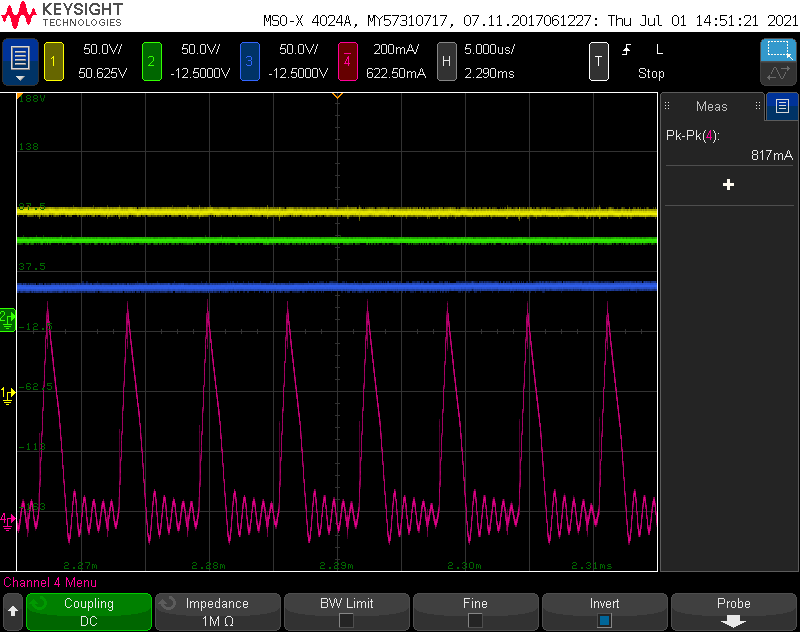 KEYSIGHT
TECHNOLOGIES
MSO-X 4024A, MY57310717, 07.11.2017061227: Thu Jul 01 14:51:21 2021
1 50.0V/ 2 50.0V/ 3 50.0V/ 4 200mA/ H 5.000us/ T L
50.625V -12.5000V -12.5000V 622.50mA 2.290ms Stop
188V
138
87.5
37.5
-12.5
-62.5
-113
-163
2
1
4
2.27m 2.28m 2.29m 2.30m 2.31ms
Meas
Pk-Pk(4):
817mA
Channel 4 Menu
Coupling
DC
Impedance
1M Ω
BW Limit
Fine
Invert
Probe